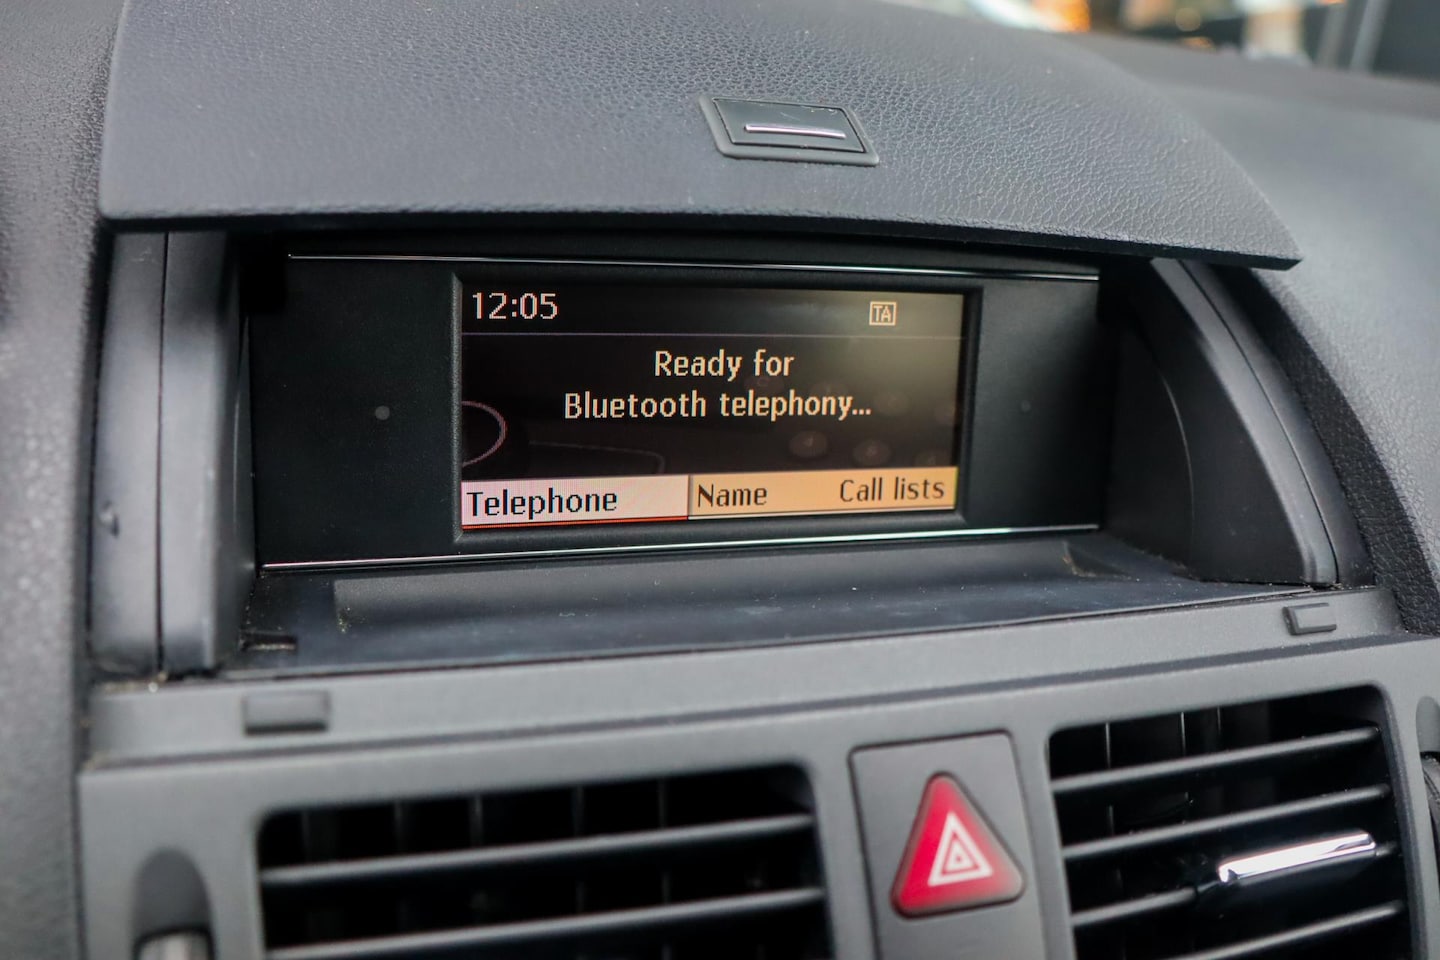 12:05 TA
Ready for
Bluetooth telephony...
Telephone Name Call lists